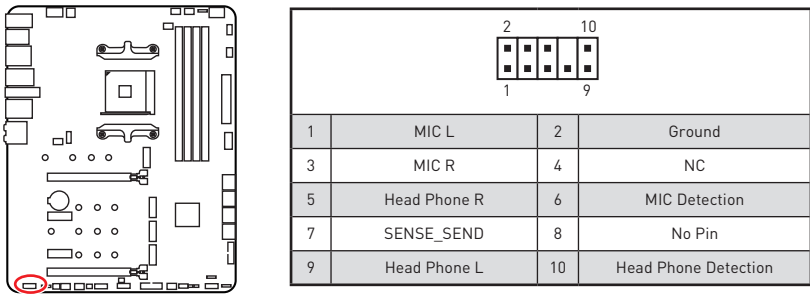 2 10
1 9
1 MIC L 2 Ground
3 MIC R 4 NC
5 Head Phone R 6 MIC Detection
7 SENSE_SEND 8 No Pin
9 Head Phone L 10 Head Phone Detection